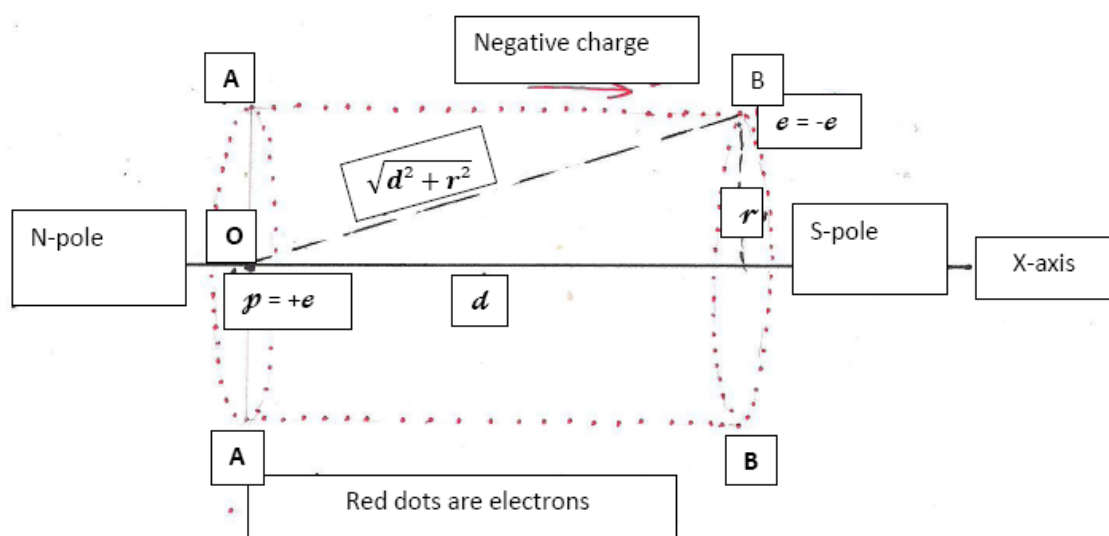 Negative charge
A
B
e = -e
√d² + r²
N-pole
O
r
S-pole
X-axis
p = +e
d
A
B
Red dots are electrons